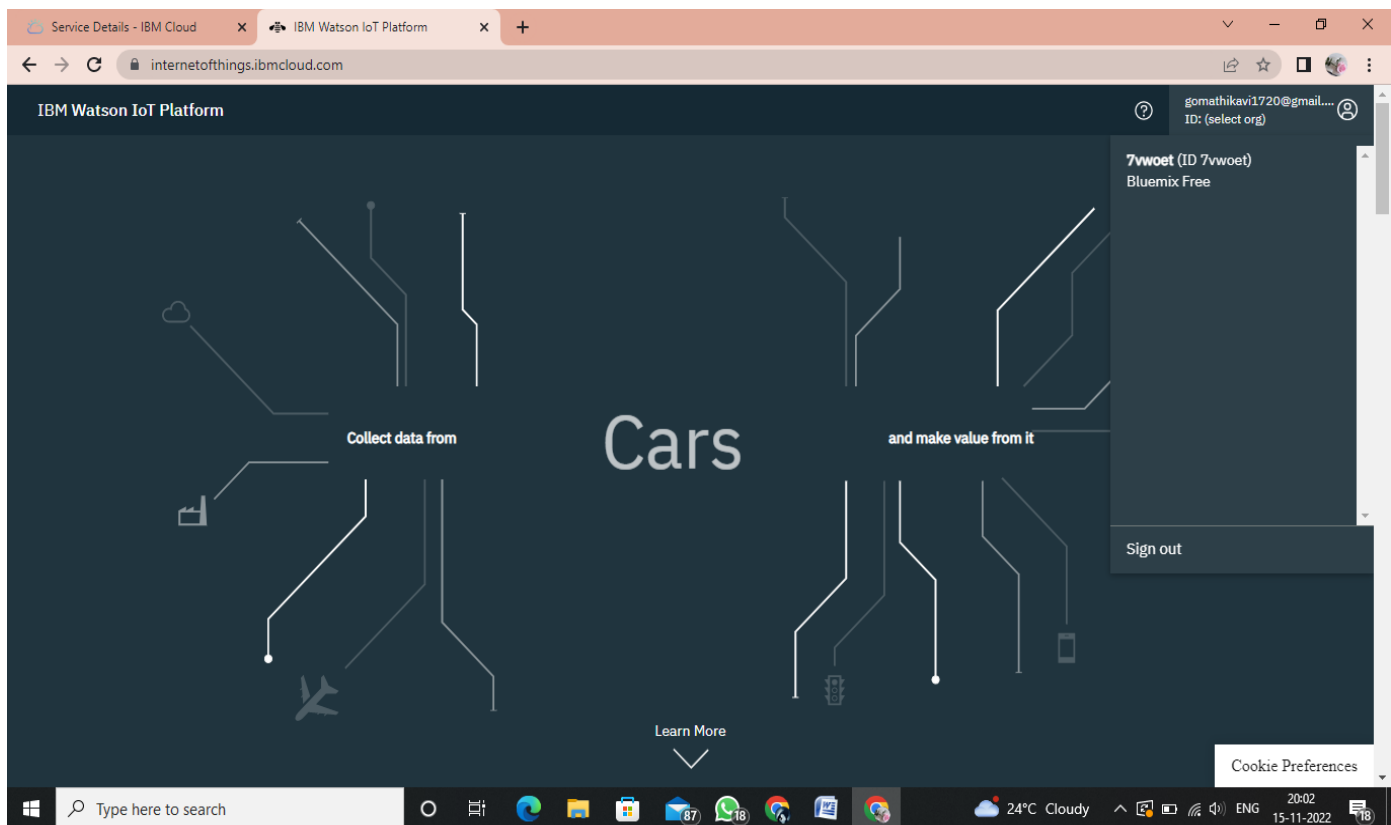 Service Details - IBM Cloud
IBM Watson IoT Platform
internetofthings.ibmcloud.com
IBM Watson IoT Platform
gomathikavi1720@gmail....
ID: (select org)
7vwoet (ID 7vwoet)
Bluemix Free
Collect data from
Cars
and make value from it
Sign out
Learn More
Cookie Preferences
Type here to search
87
18
24°C Cloudy
ENG
20:02
15-11-2022
18